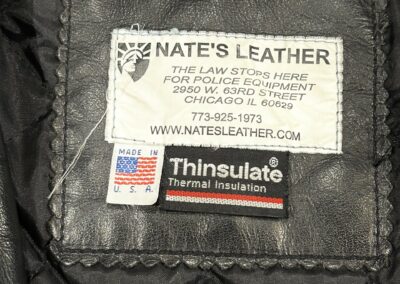 NATE'S LEATHER
THE LAW STOPS HERE
FOR POLICE EQUIPMENT
2950 W. 63RD STREET
CHICAGO IL 60629
773-925-1973
WWW.NATESLEATHER.COM
MADE IN
U. S. A.
Thinsulate®
Thermal Insulation